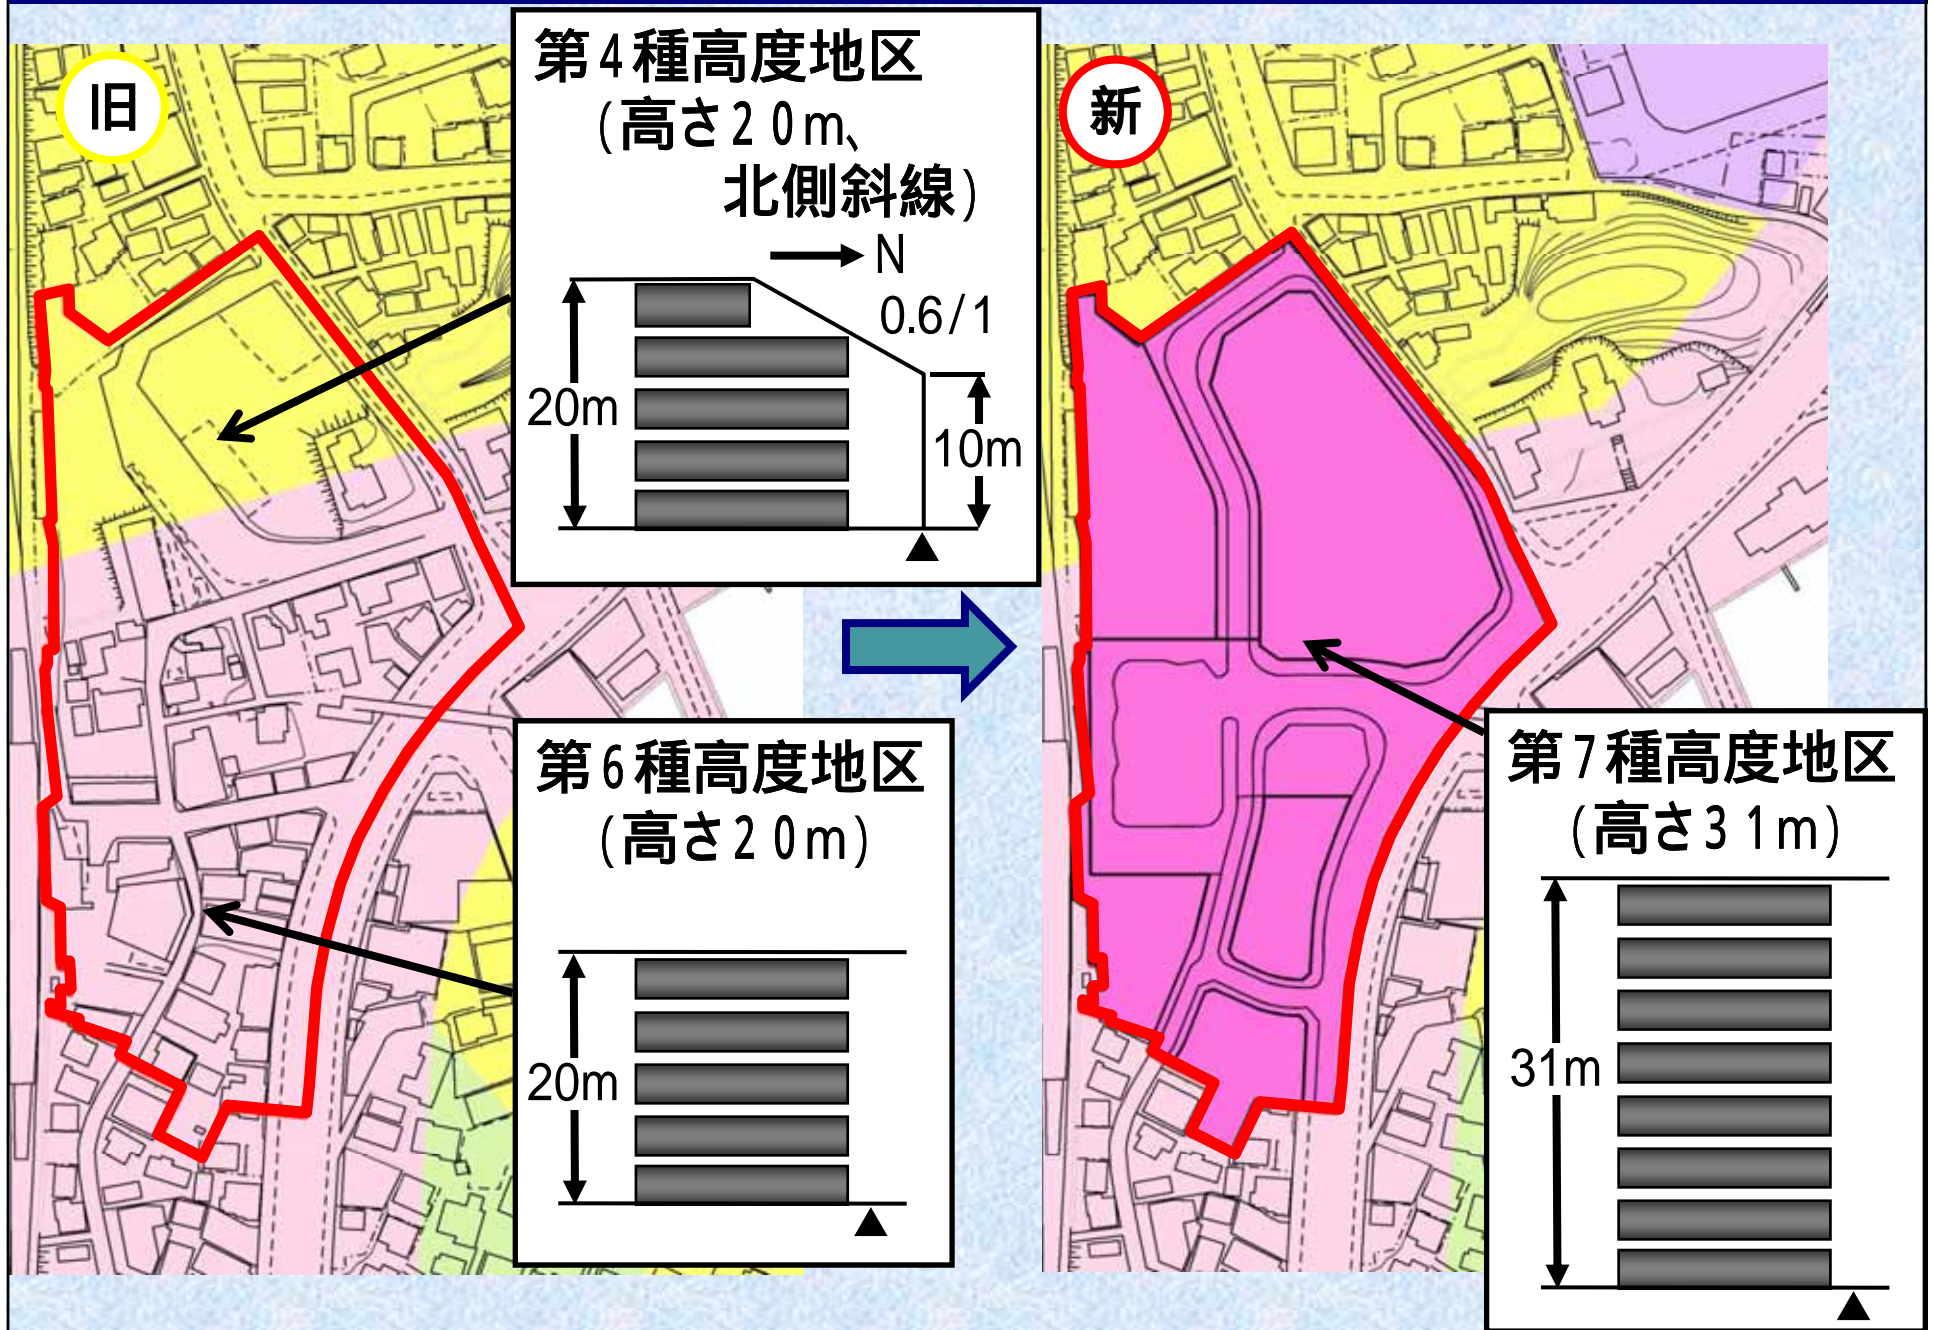 旧
第4種高度地区
(高さ20m、
北側斜線)
N
0.6/1
20m
10m
第6種高度地区
(高さ20m)
20m
新
第7種高度地区
(高さ31m)
31m